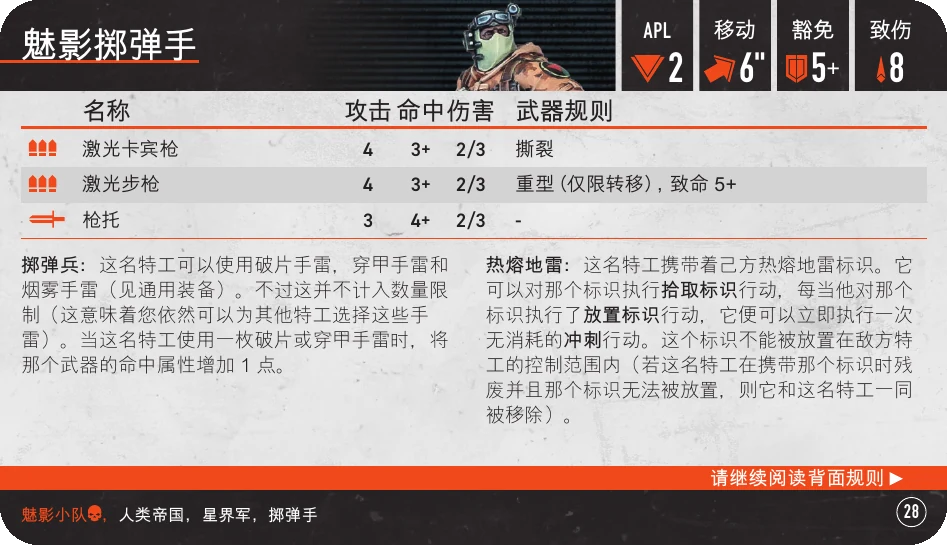 魅影掷弹手
APL 移动 豁免 致伤
2 6" 5+ 8
名称 攻击 命中 伤害 武器规则
激光卡宾枪 4 3+ 2/3 撕裂
激光步枪 4 3+ 2/3 重型 (仅限转移) , 致命 5+
枪托 3 4+ 2/3 -
掷弹兵：这名特工可以使用破片手雷，穿甲手雷和
烟雾手雷（见通用装备）。不过这并不计入数量限
制（这意味着您依然可以为其他特工选择这些手
雷）。当这名特工使用一枚破片或穿甲手雷时，将
那个武器的命中属性增加 1 点。
热熔地雷：这名特工携带着己方热熔地雷标识。它
可以对那个标识执行拾取标识行动，每当他对那个
标识执行了放置标识行动，它便可以立即执行一次
无消耗的冲刺行动。这个标识不能被放置在敌方特
工的控制范围内（若这名特工在携带那个标识时残
废并且那个标识无法被放置，则它和这名特工一同
被移除）。
请继续阅读背面规则▶
魅影小队，人类帝国，星界军，掷弹手
28